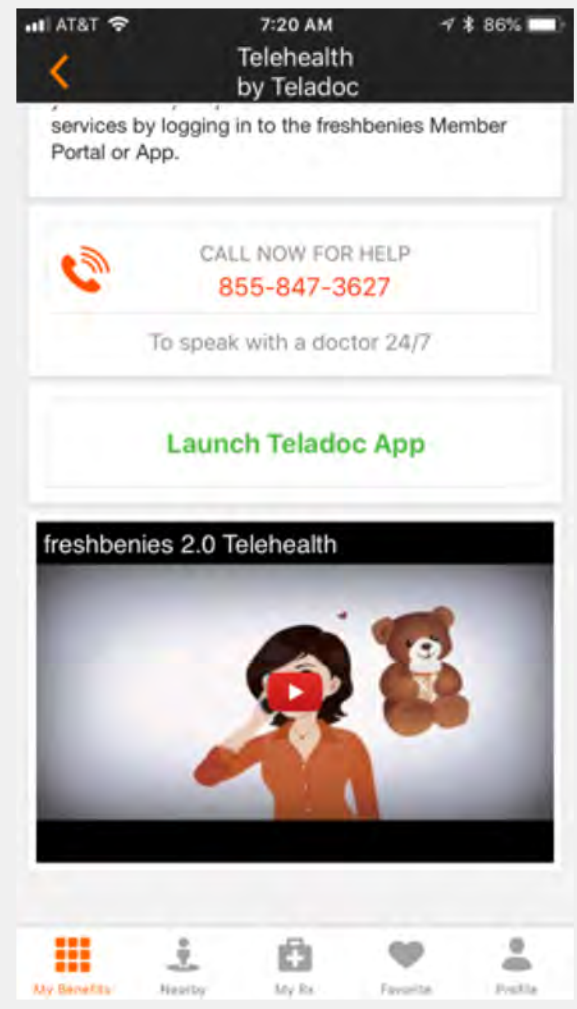 AT&T 7:20 AM 86%
Telehealth
by Teladoc
services by logging in to the freshbenies Member
Portal or App.
CALL NOW FOR HELP
855-847-3627
To speak with a doctor 24/7
Launch Teladoc App
freshbenies 2.0 Telehealth
My Benefits Nearby My Rx Favorite Profile